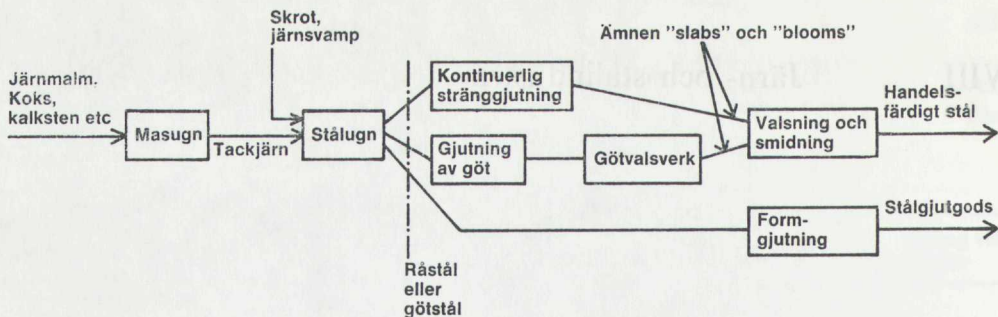 Skrot,
järnsvamp
Ämnen "slabs" och "blooms"
Järnmalm.
Koks,
kalksten etc
Masugn
Tackjärn
Stålugn
Kontinuerlig
stränggjutning
Gjutning
av göt
Götvalsverk
Valsning och
smidning
Handels-
färdigt stål
Form-
gjutning
Stålgjutgods
Råstål
eller
götstål